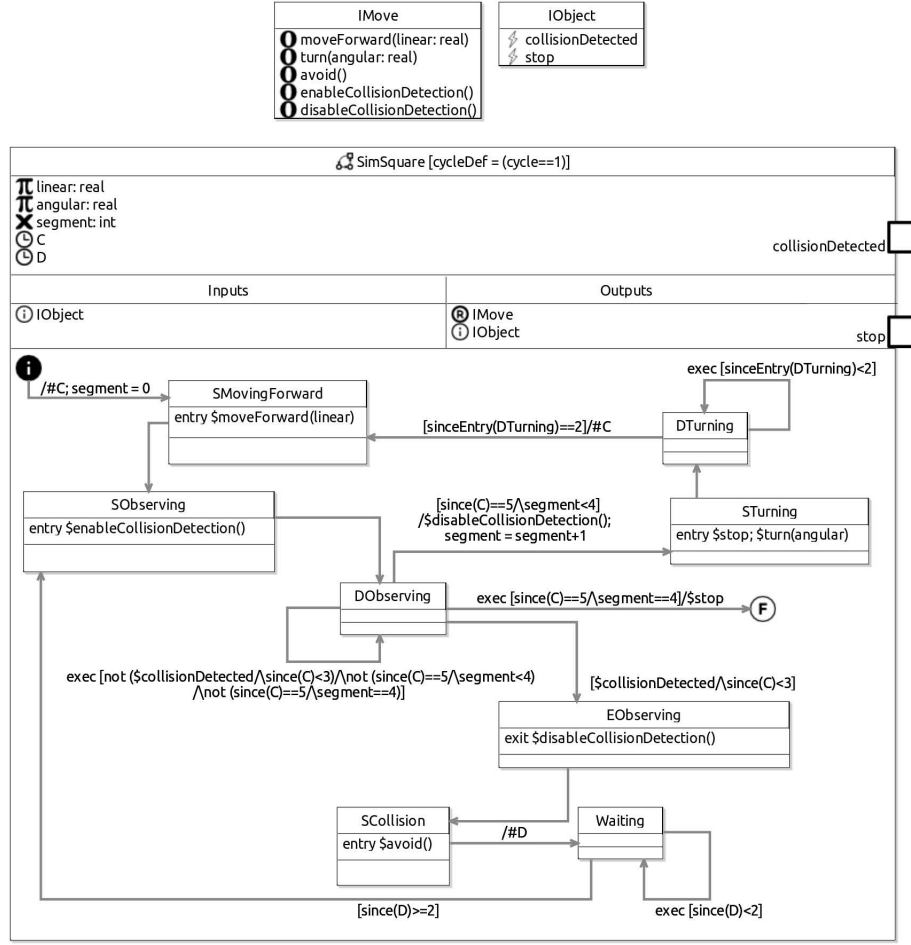 IMove
moveForward(linear: real)
turn(angular: real)
avoid()
enableCollisionDetection()
disableCollisionDetection()
IObject
collisionDetected
stop
SimSquare [cycleDef = (cycle==1)]
linear: real
angular: real
segment: int
C
D
collisionDetected
Inputs
Outputs
IObject
R IMove
IObject
stop
i
/#C; segment = 0
SMovingForward
entry $moveForward(linear)
exec [sinceEntry(DTurning)<2]
DTurning
[sinceEntry(DTurning)==2]/#C
SObserving
entry $enableCollisionDetection()
[since(C)==5/\segment<4]
/$disableCollisionDetection();
segment = segment+1
STurning
entry $stop; $turn(angular)
DObserving
exec [since(C)==5/\segment==4]/$stop
F
exec [not ($collisionDetected/\since(C)<3)/\not (since(C)==5/\segment<4)
/\not (since(C)==5/\segment==4)]
[$collisionDetected/\since(C)<3]
EObserving
exit $disableCollisionDetection()
SCollision
entry $avoid()
/#D
Waiting
[since(D)>=2]
exec [since(D)<2]